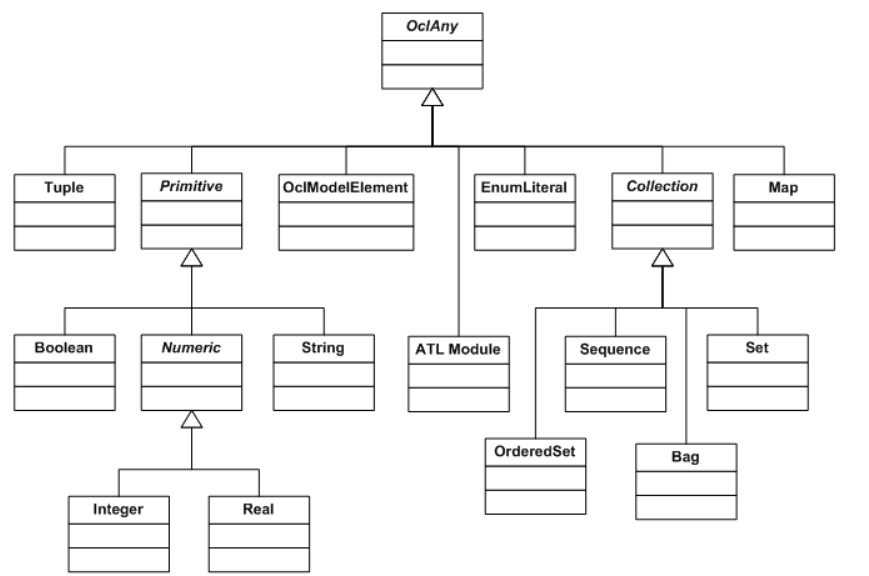 OclAny
Tuple
Primitive
OclModelElement
EnumLiteral
Collection
Map
Boolean
Numeric
String
ATL Module
Sequence
Set
OrderedSet
Bag
Integer
Real